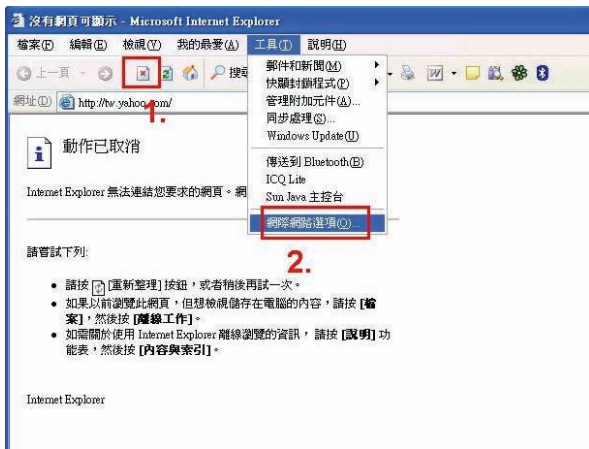 沒有網頁可顯示 - Microsoft Internet Explorer
檔案(F) 編輯(E) 檢視(V) 我的最愛(A) 工具(T) 說明(H)
上一頁 搜尋
網址(D) http://tw.yahoo.com/
1.
郵件和新聞(M)
快顯封鎖程式(P)
管理附加元件(A)...
同步處理(S)...
Windows Update(U)
傳送到 Bluetooth(B)
ICQ Lite
Sun Java 主控台
網際網路選項(O)...
2.
動作已取消
Internet Explorer 無法連結您要求的網頁。網
請嘗試下列:
請按 [重新整理] 按鈕,或者稍後再試一次。
如果以前瀏覽此網頁,但想檢視儲存在電腦的內容,請按 [檔
案],然後按 [離線工作]。
如需關於使用 Internet Explorer 離線瀏覽的資訊, 請按 [說明] 功
能表,然後按 [內容與索引]。
Internet Explorer